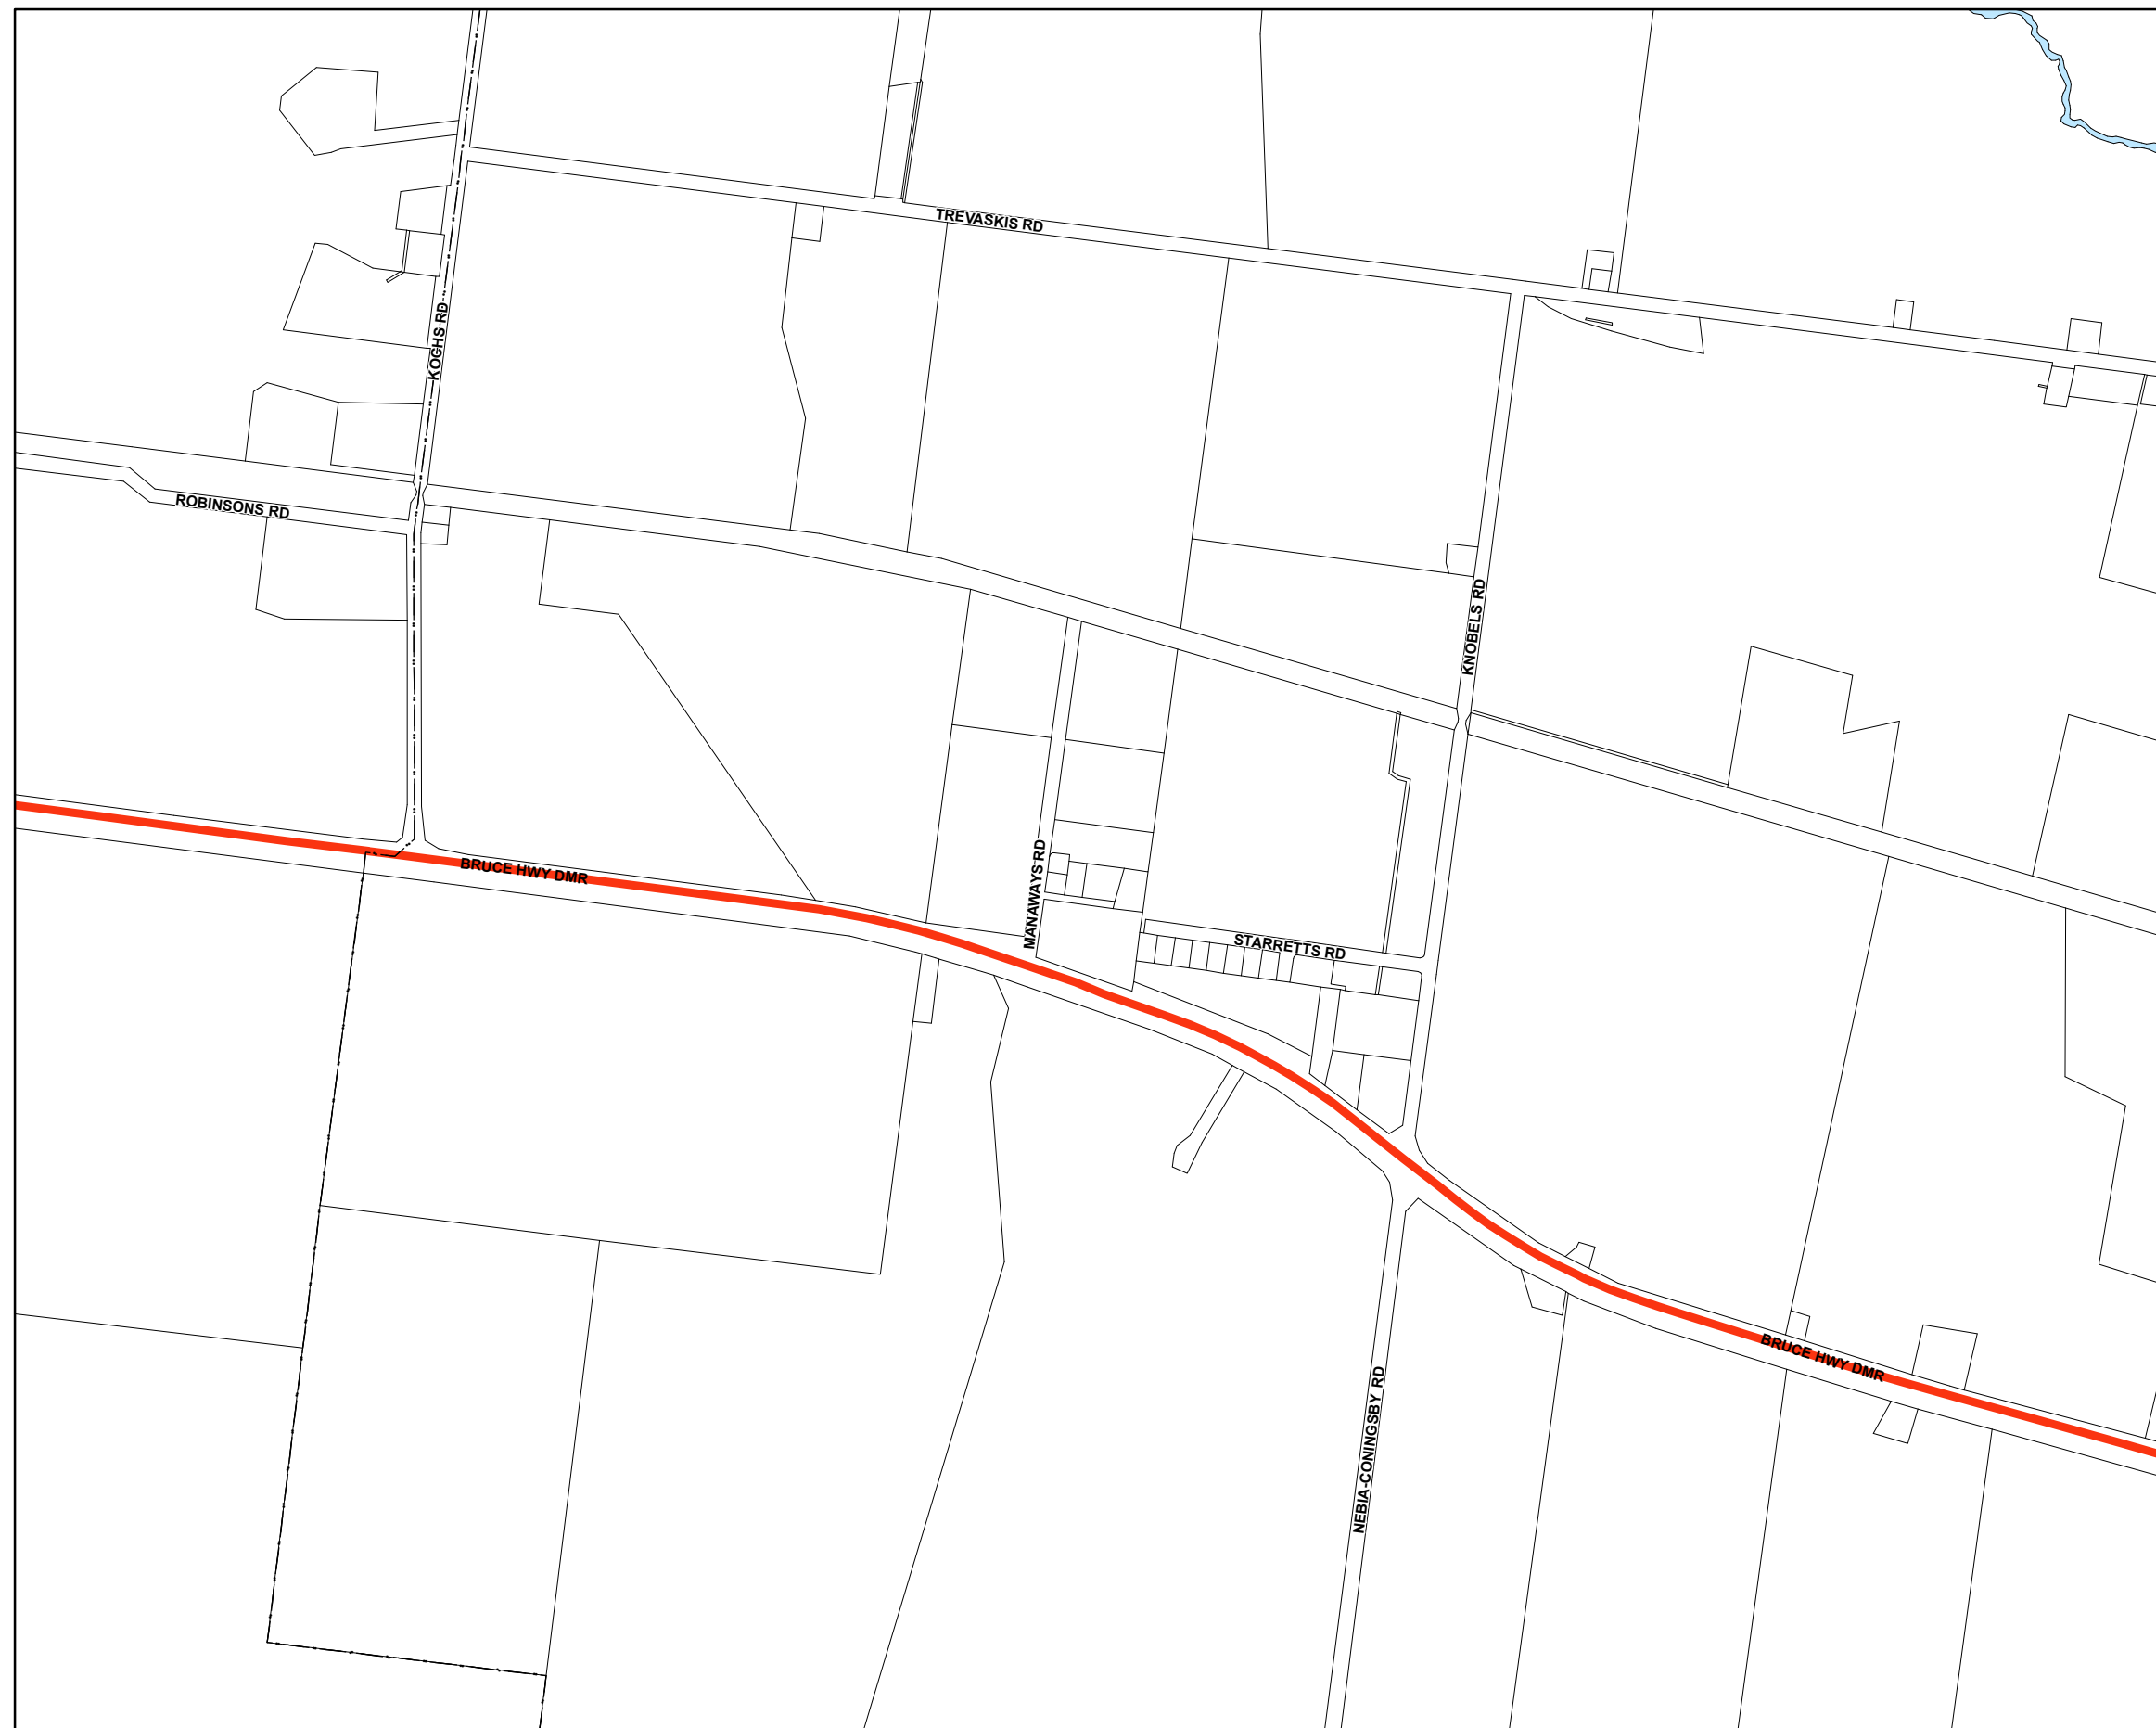 TREVASKIS RD
KOGHS RD
ROBINSONS RD
KNOBELS RD
BRUCE HWY DMR
MANAWAYS RD
STARRETTS RD
BRUCE HWY DMR
NEBIA-CONINGSBY RD